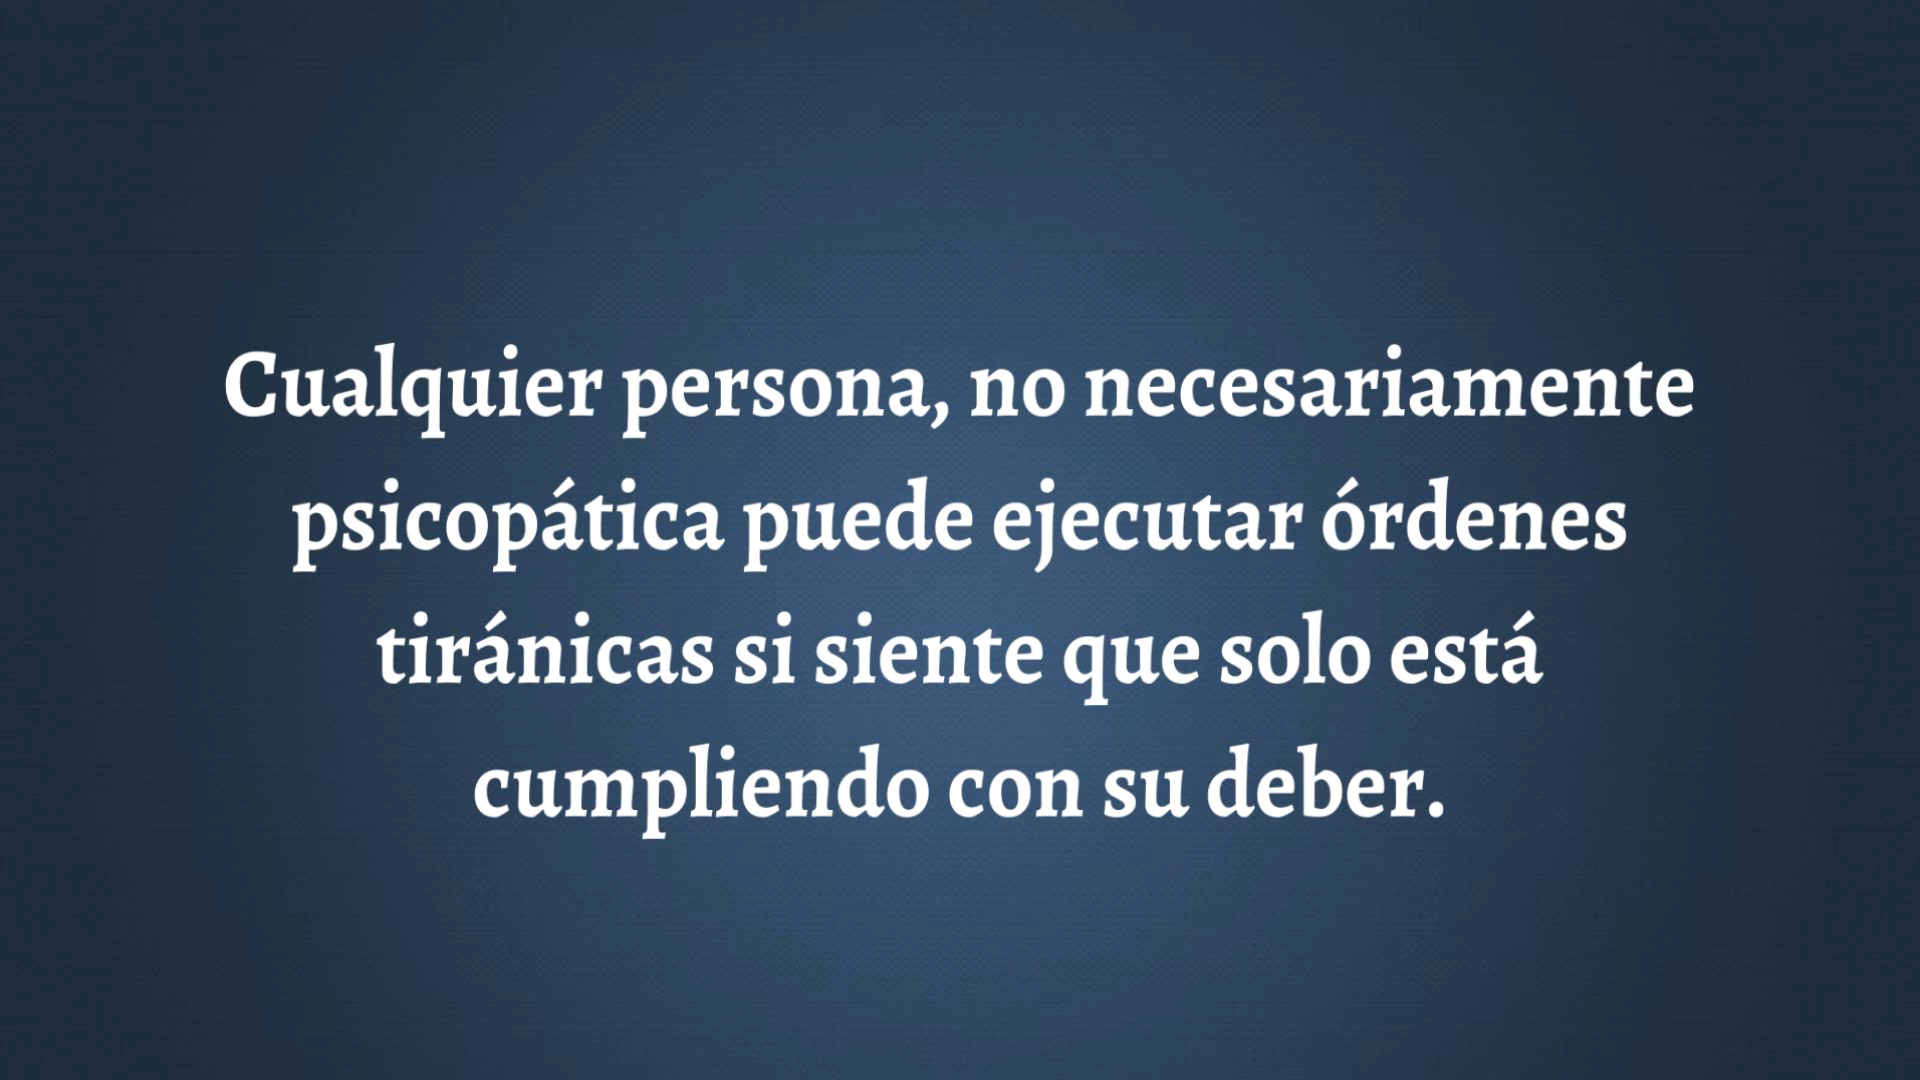 Cualquier persona, no necesariamente
psicopática puede ejecutar órdenes
tiránicas si siente que solo está
cumpliendo con su deber.